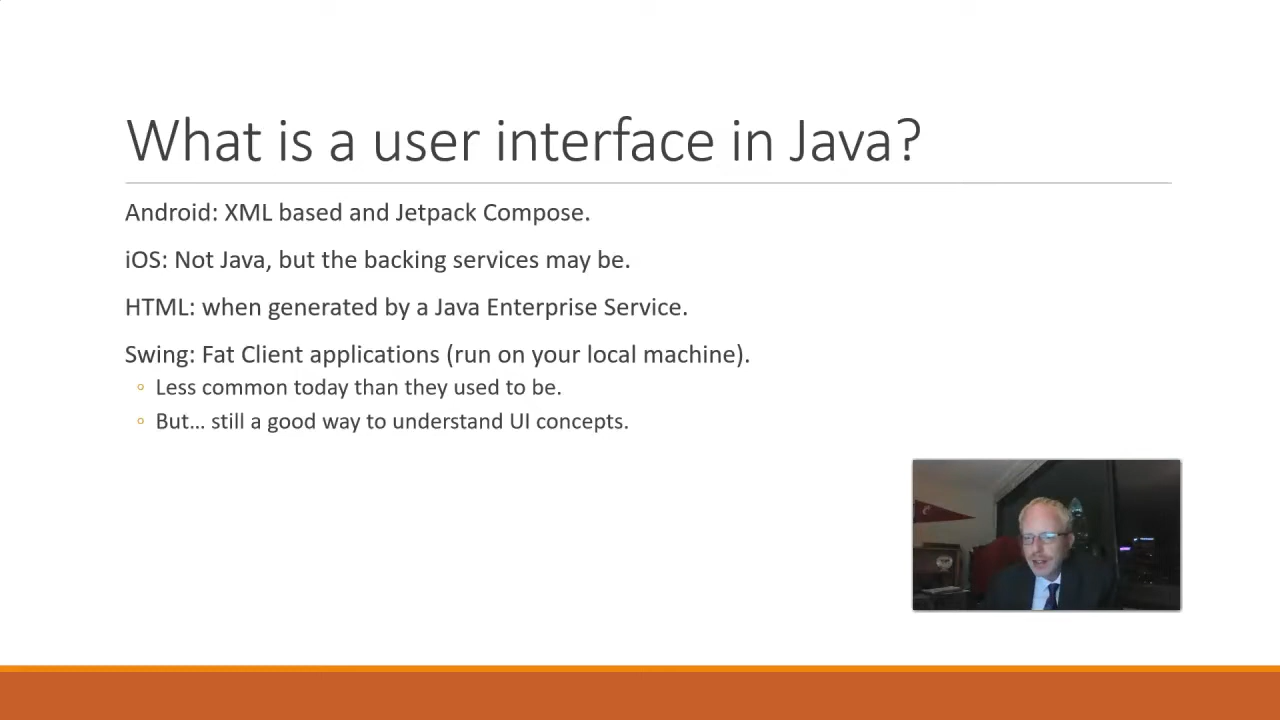 What is a user interface in Java?
Android: XML based and Jetpack Compose.
iOS: Not Java, but the backing services may be.
HTML: when generated by a Java Enterprise Service.
Swing: Fat Client applications (run on your local machine).
Less common today than they used to be.
But… still a good way to understand UI concepts.